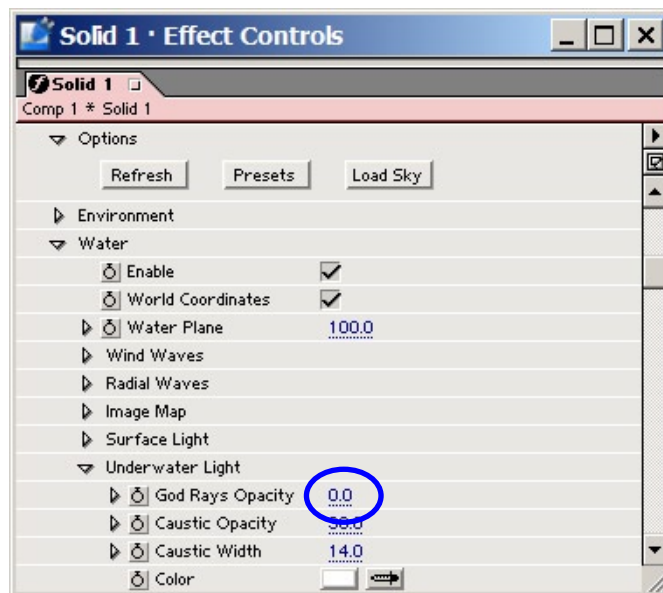 Solid 1 · Effect Controls
Solid 1
Comp 1 * Solid 1
Options
Refresh Presets Load Sky
Environment
Water
Enable
World Coordinates
Water Plane 100.0
Wind Waves
Radial Waves
Image Map
Surface Light
Underwater Light
God Rays Opacity 0.0
Caustic Opacity
Caustic Width 14.0
Color